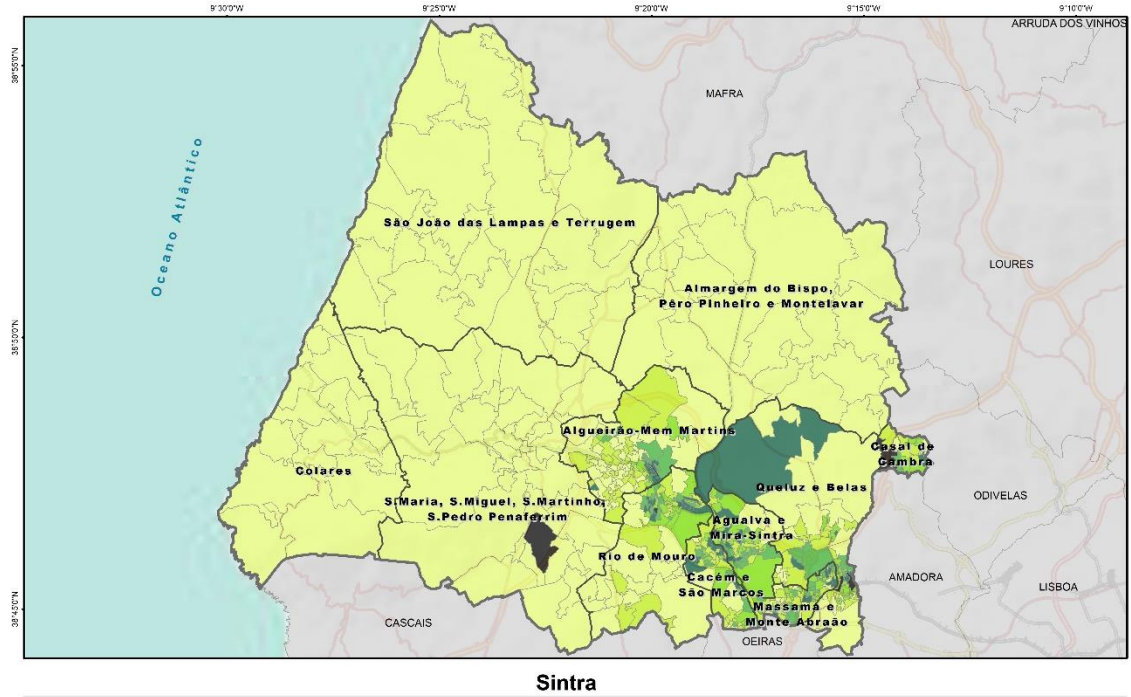 9°30'0"W
9°25'0"W
9°20'0"W
9°15'0"W
9°10'0"W
ARRUDA DOS VINHOS
38°55'0"N
MAFRA
Oceano Atlântico
São João das Lampas e Terrugem
LOURES
Almargem do Bispo,
Pêro Pinheiro e Montelavar
38°50'0"N
Algueirão-Mem Martins
Casal de
Cambra
Colares
Queluz e Belas
ODIVELAS
S.Maria, S.Miguel, S.Martinho,
S.Pedro Penaferrim
Agualva e
Mira-Sintra
Rio de Mouro
Cacém e
São Marcos
AMADORA
LISBOA
Massamá e
Monte Abraão
38°45'0"N
CASCAIS
OEIRAS
Sintra